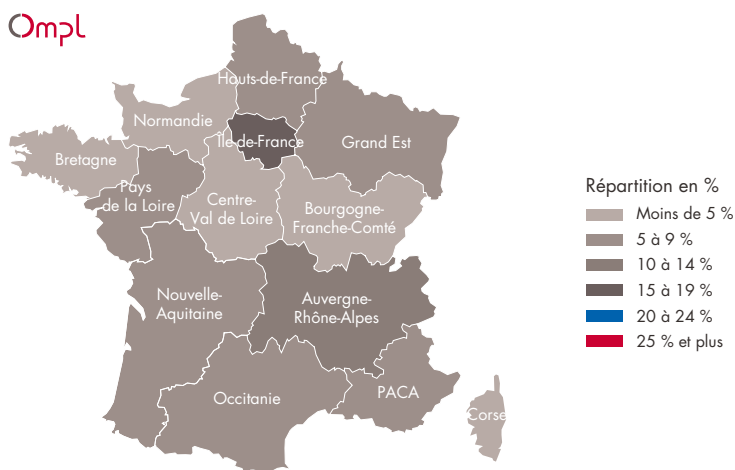 Ompl
Hauts-de-France
Normandie
Île-de-France
Grand Est
Bretagne
Pays
de la Loire
Centre-
Val de Loire
Bourgogne-
Franche-Comté
Nouvelle-
Aquitaine
Auvergne-
Rhône-Alpes
Occitanie
PACA
Corse
Répartition en %
Moins de 5 %
5 à 9 %
10 à 14 %
15 à 19 %
20 à 24 %
25 % et plus